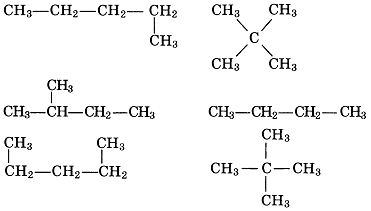 CH₃—CH₂—CH₂—CH₂
CH₃
CH₃ CH₃
C
CH₃ CH₃
CH₃
CH₃—CH—CH₂—CH₃
CH₃—CH₂—CH₂—CH₃
CH₃ CH₃
CH₂—CH₂—CH₂
CH₃
CH₃—C—CH₃
CH₃